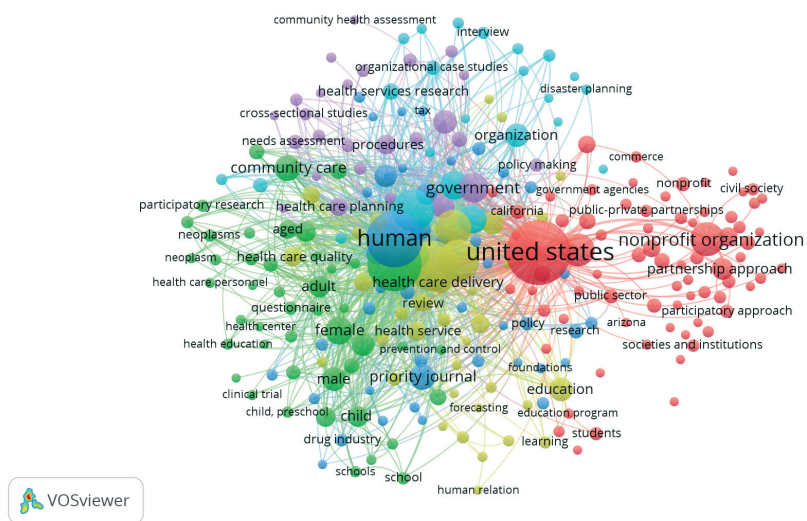 community health assessment
interview
organizational case studies
health services research
disaster planning
cross-sectional studies
tax
needs assessment
procedures
organization
community care
policy making
commerce
government
government agencies
nonprofit
civil society
participatory research
health care planning
california
public-private partnerships
neoplasms
aged
human
united states
nonprofit organization
neoplasm
health care quality
partnership approach
health care personnel
adult
health care delivery
public sector
questionnaire
review
participatory approach
health center
female
health service
policy
research
arizona
health education
prevention and control
societies and institutions
foundations
male
priority journal
education
clinical trial
child, preschool
child
forecasting
education program
drug industry
learning
students
schools
school
human relation
VOSviewer